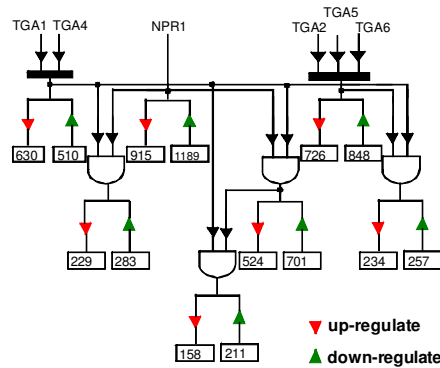 TGA5
TGA1 TGA4 NPR1 TGA2 TGA6
630 510 915 1189 726 848
229 283 524 701 234 257
158 211
up-regulate
down-regulate